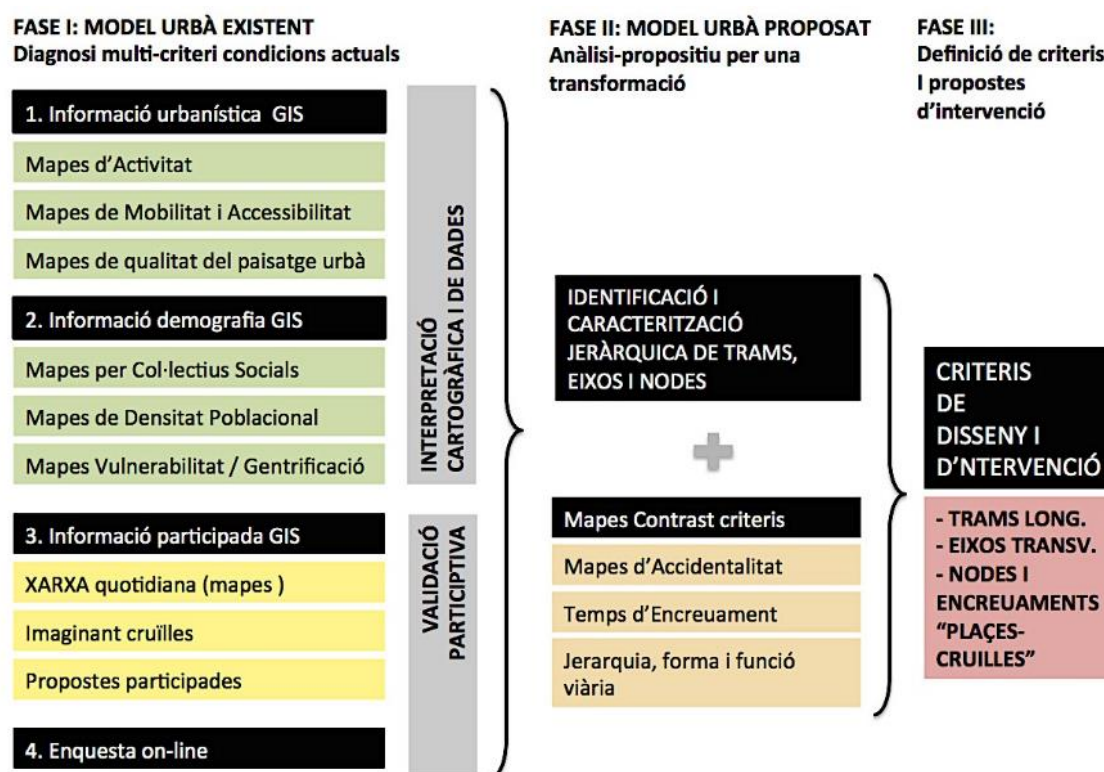 FASE I: MODEL URBÀ EXISTENT
Diagnosi multi-criteri condicions actuals
1. Informació urbanística GIS
Mapes d'Activitat
Mapes de Mobilitat i Accessibilitat
Mapes de qualitat del paisatge urbà
2. Informació demografia GIS
Mapes per Col·lectius Socials
Mapes de Densitat Poblacional
Mapes Vulnerabilitat / Gentrificació
3. Informació participada GIS
XARXA quotidiana (mapes )
Imaginant cruïlles
Propostes participades
4. Enquesta on-line
INTERPRETACIÓ
CARTOGRÀFICA I DE DADES
VALIDACIÓ
PARTICIPTIVA
FASE II: MODEL URBÀ PROPOSAT
Anàlisi-propositiu per una
transformació
IDENTIFICACIÓ I
CARACTERITZACIÓ
JERÀRQUICA DE TRAMS,
EIXOS I NODES
Mapes Contrast criteris
Mapes d'Accidentalitat
Temps d'Encreuament
Jerarquia, forma i funció
viària
FASE III:
Definició de criteris
I propostes
d'intervenció
CRITERIS
DE
DISSENY I
D'NTERVENCIÓ
- TRAMS LONG.
- EIXOS TRANSV.
- NODES I
ENCREUAMENTS
"PLAÇES-
CRUILLES"